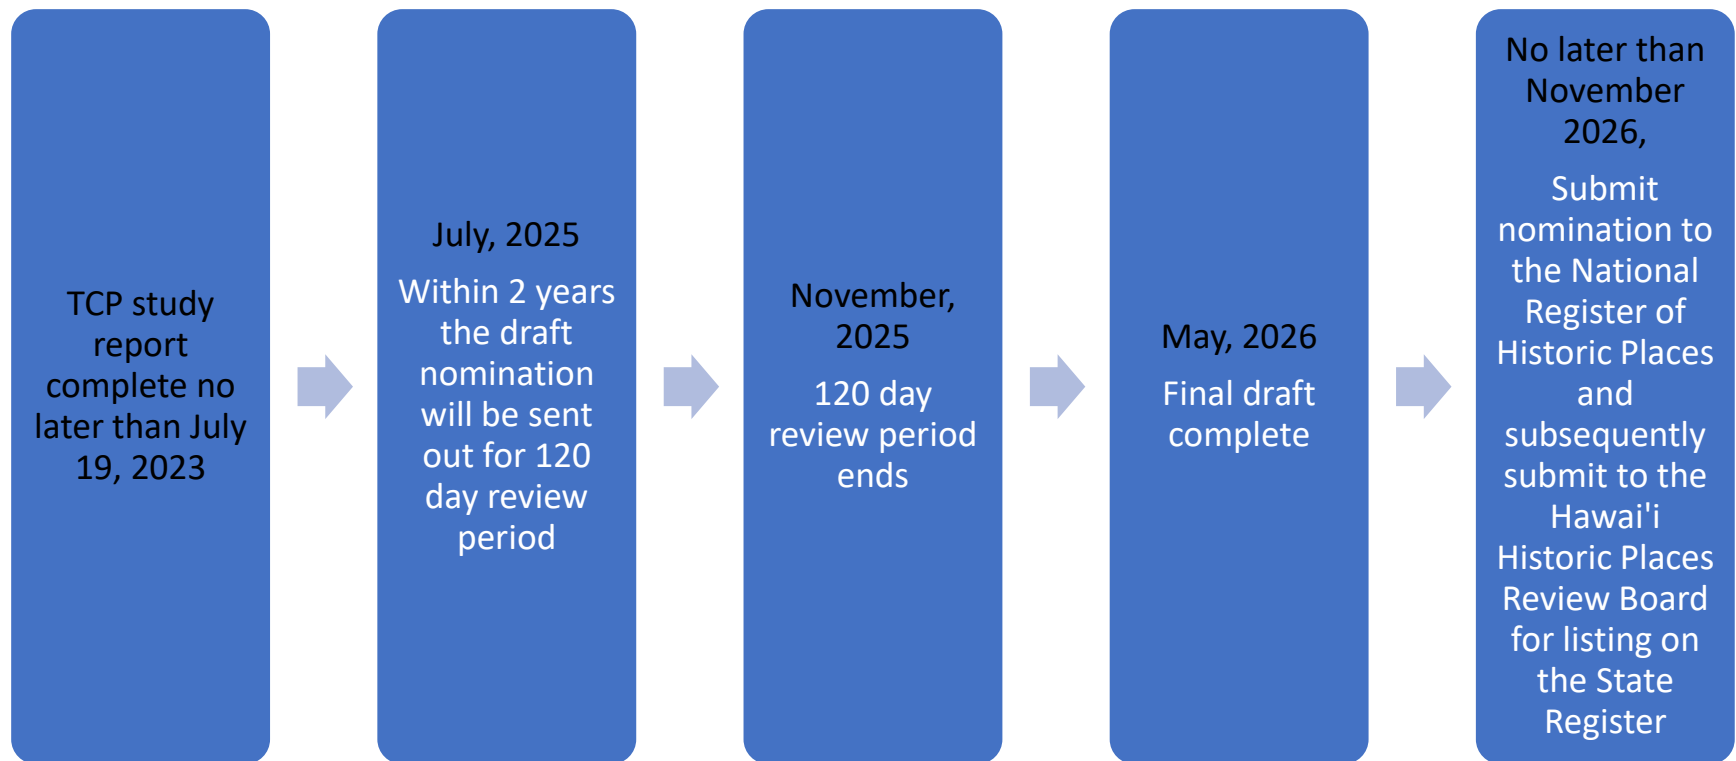 TCP study
report
complete no
later than July
19, 2023
July, 2025
Within 2 years
the draft
nomination
will be sent
out for 120
day review
period
November,
2025
120 day
review period
ends
May, 2026
Final draft
complete
No later than
November
2026,
Submit
nomination to
the National
Register of
Historic Places
and
subsequently
submit to the
Hawai'i
Historic Places
Review Board
for listing on
the State
Register